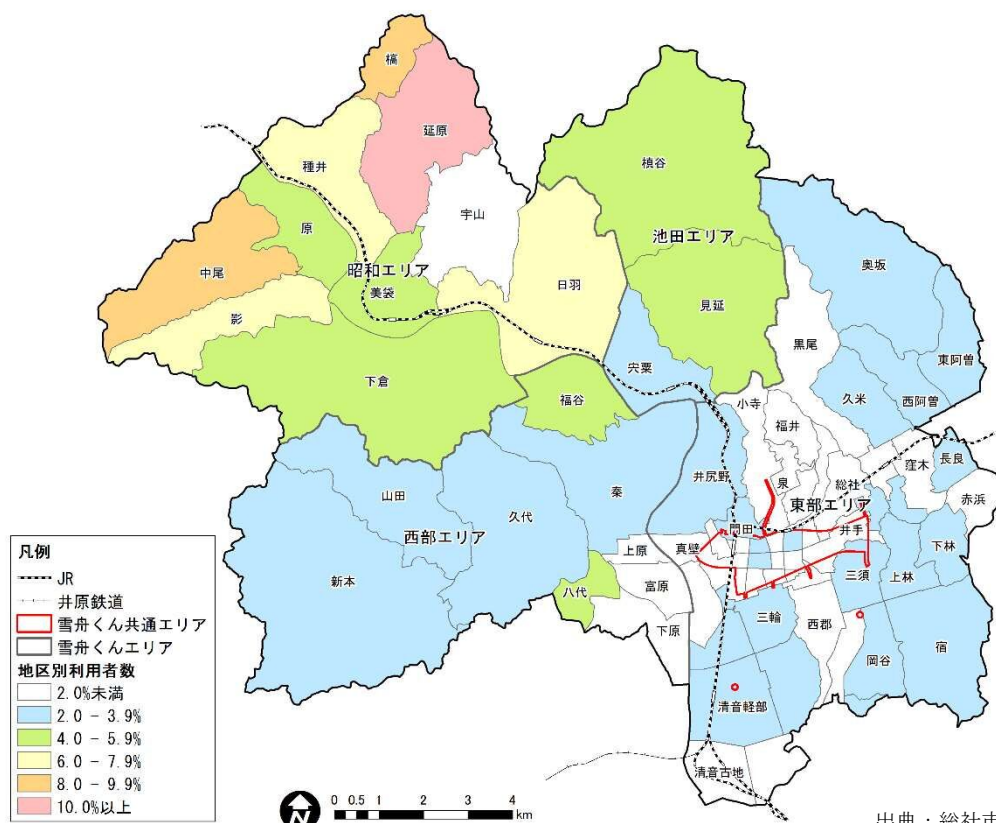 槁
延原
種井
槙谷
宇山
原
池田エリア
奥坂
昭和エリア
中尾
日羽
美袋
見延
影
黒尾
東阿曽
宍粟
下倉
久米
西阿曽
福谷
小寺
福井
窪木
長良
井尻野
泉
総社
赤浜
山田
秦
東部エリア
久代
門田
井手
西部エリア
下林
上原
真壁
新本
三須
上林
八代
富原
三輪
西郡
下原
宿
岡谷
清音軽部
清音古地
凡例
JR
井原鉄道
雪舟くん共通エリア
雪舟くんエリア
地区別利用者数
2.0%未満
2.0 - 3.9%
4.0 - 5.9%
6.0 - 7.9%
8.0 - 9.9%
10.0%以上
N
0 0.5 1 2 3 4
km
出典：総社市